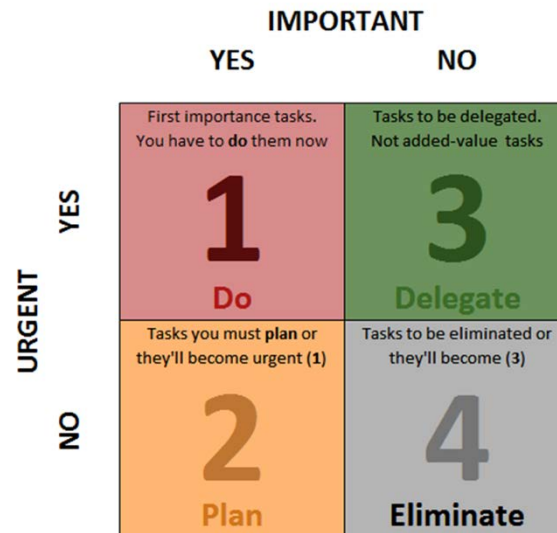 IMPORTANT
YES NO
First importance tasks.
You have to do them now
1
Do
Tasks to be delegated.
Not added-value tasks
3
Delegate
URGENT
YES
NO
Tasks you must plan or
they'll become urgent (1)
2
Plan
Tasks to be eliminated or
they'll become (3)
4
Eliminate